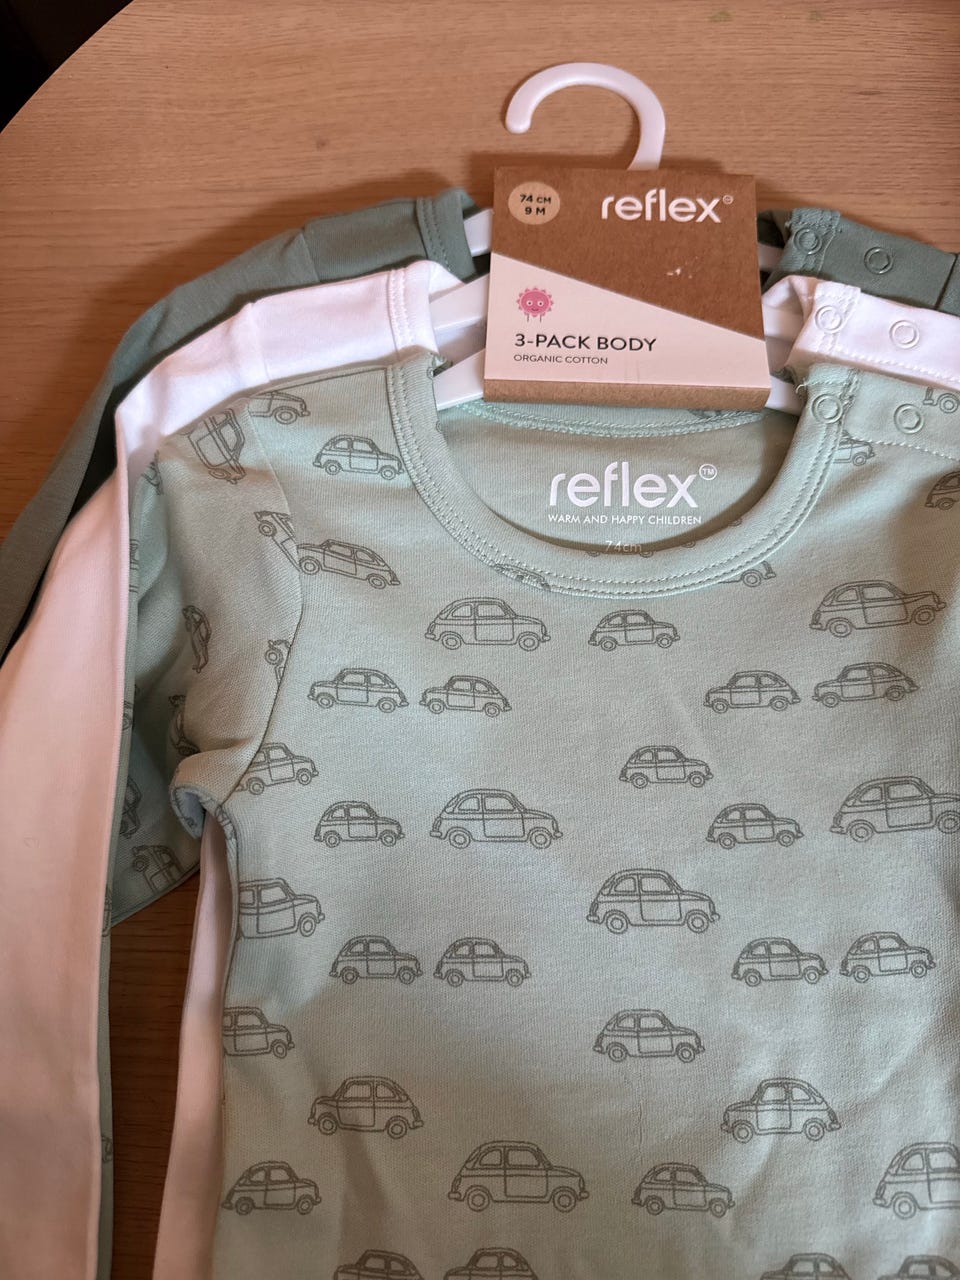 74 CM
9 M
reflex
3-PACK BODY
ORGANIC COTTON
reflex™
WARM AND HAPPY CHILDREN
74cm